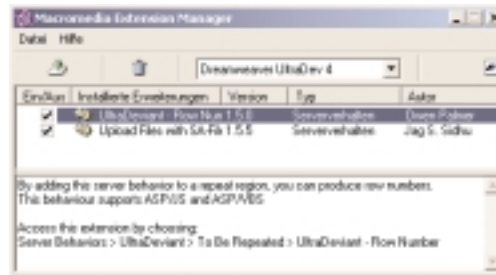 Macromedia Extension Manager
Datei Hilfe
Dreamweaver UltraDev 4
Ein/Aus Installierte Erweiterungen Version Typ Autor
UltraDeviant - Row Num 1.5.0 Serververhalten Owen Palmer
Upload Files with SA-Fil 1.5.5 Serververhalten Jag S. Sidhu
By adding this server behavior to a repeat region, you can produce row numbers.
This behaviour supports ASP/JS and ASP/VBS
Access this extension by choosing:
Server Behaviors > UltraDeviant > To Be Repeated > UltraDeviant - Row Number